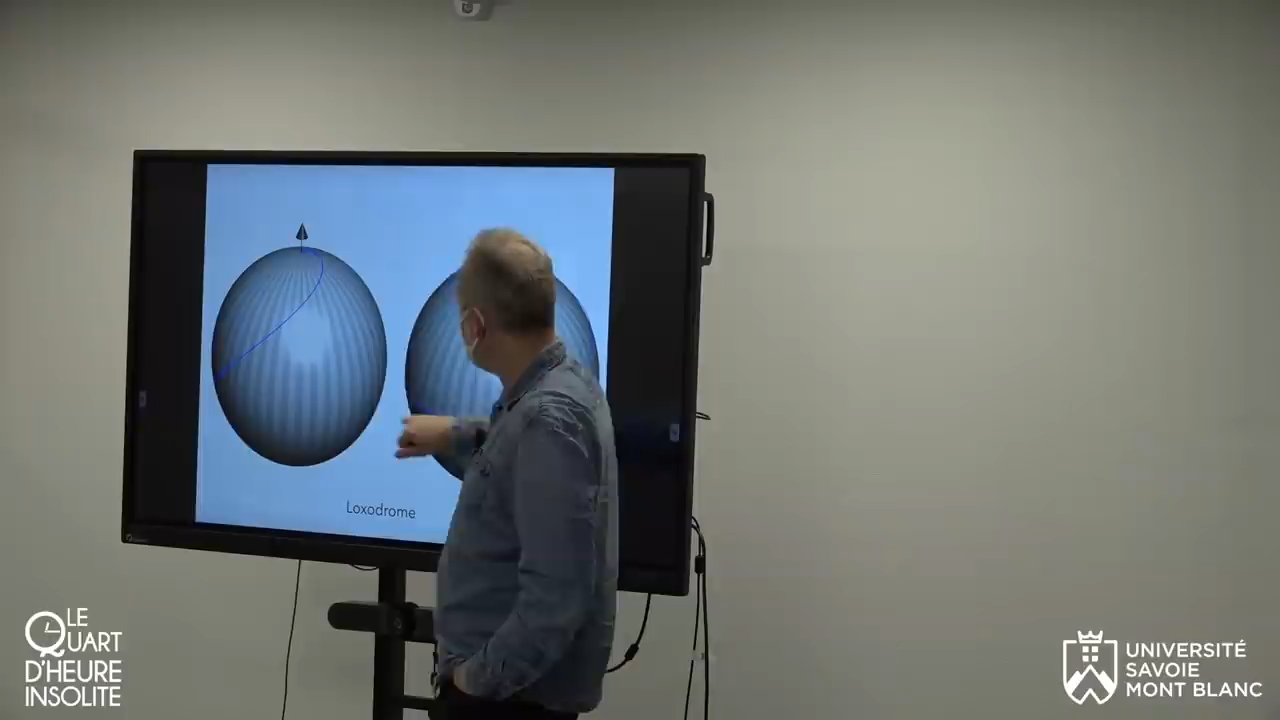 Loxodrome
LE
QUART
D'HEURE
INSOLITE
UNIVERSITÉ
SAVOIE
MONT BLANC